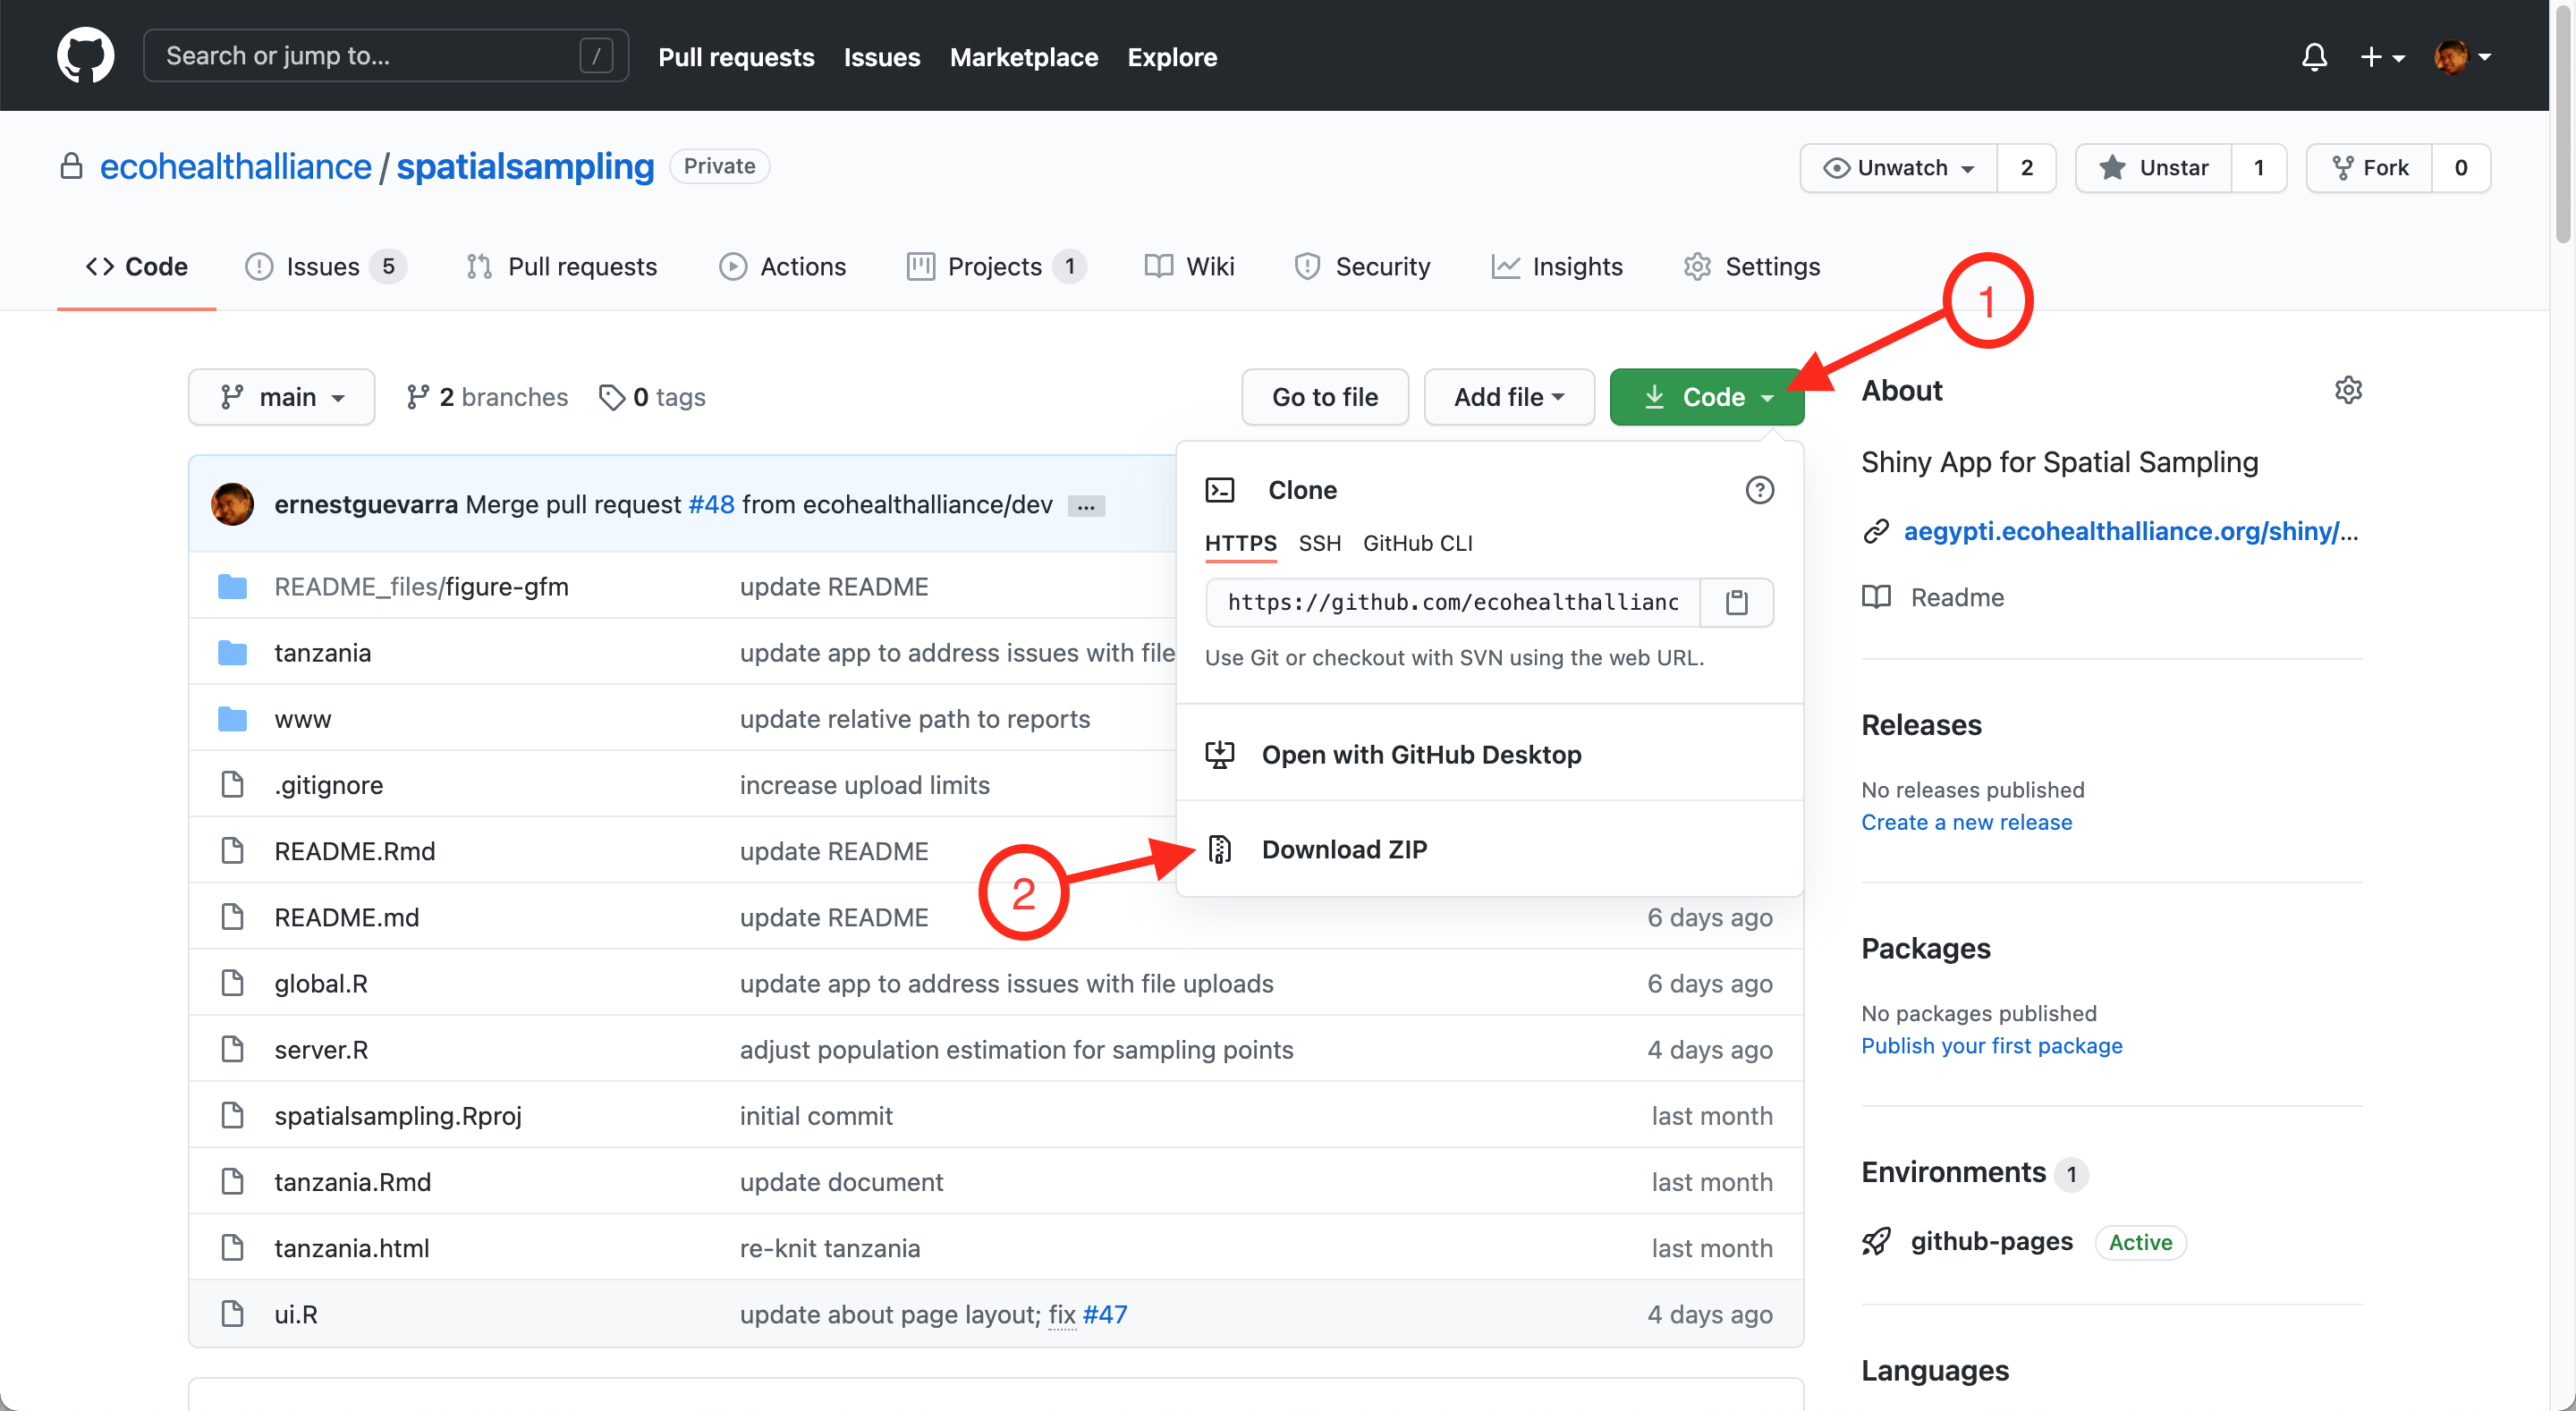 Search or jump to... /
Pull requests Issues Marketplace Explore
ecohealthalliance / spatialsampling Private
Unwatch 2 Unstar 1 Fork 0
Code Issues 5 Pull requests Actions Projects 1 Wiki Security Insights Settings
1
main 2 branches 0 tags
Go to file Add file Code
Clone
HTTPS SSH GitHub CLI
https://github.com/ecohealthallianc
Use Git or checkout with SVN using the web URL.
Open with GitHub Desktop
2
Download ZIP
ernestguevarra Merge pull request #48 from ecohealthalliance/dev ...
README_files/figure-gfm update README
tanzania update app to address issues with file
www update relative path to reports
.gitignore increase upload limits
README.Rmd update README
README.md update README 6 days ago
global.R update app to address issues with file uploads 6 days ago
server.R adjust population estimation for sampling points 4 days ago
spatialsampling.Rproj initial commit last month
tanzania.Rmd update document last month
tanzania.html re-knit tanzania last month
ui.R update about page layout; fix #47 4 days ago
About
Shiny App for Spatial Sampling
aegypti.ecohealthalliance.org/shiny/...
Readme
Releases
No releases published
Create a new release
Packages
No packages published
Publish your first package
Environments 1
github-pages Active
Languages